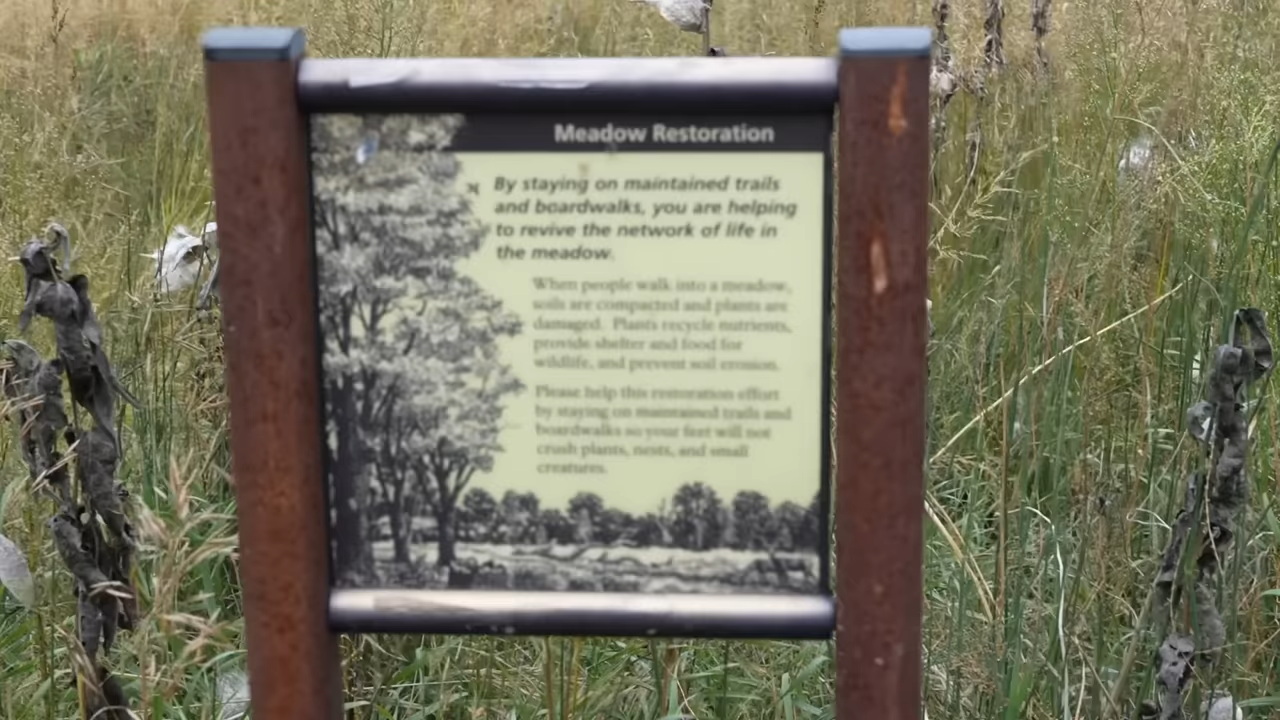 Meadow Restoration
By staying on maintained trails
and boardwalks, you are helping
to revive the network of life in
the meadow.
When people walk into a meadow,
soils are compacted and plants are
damaged. Plants recycle nutrients,
provide shelter and food for
wildlife, and prevent soil erosion.
Please help this restoration effort
by staying on maintained trails and
boardwalks so your feet will not
crush plants, nests, and small
creatures.